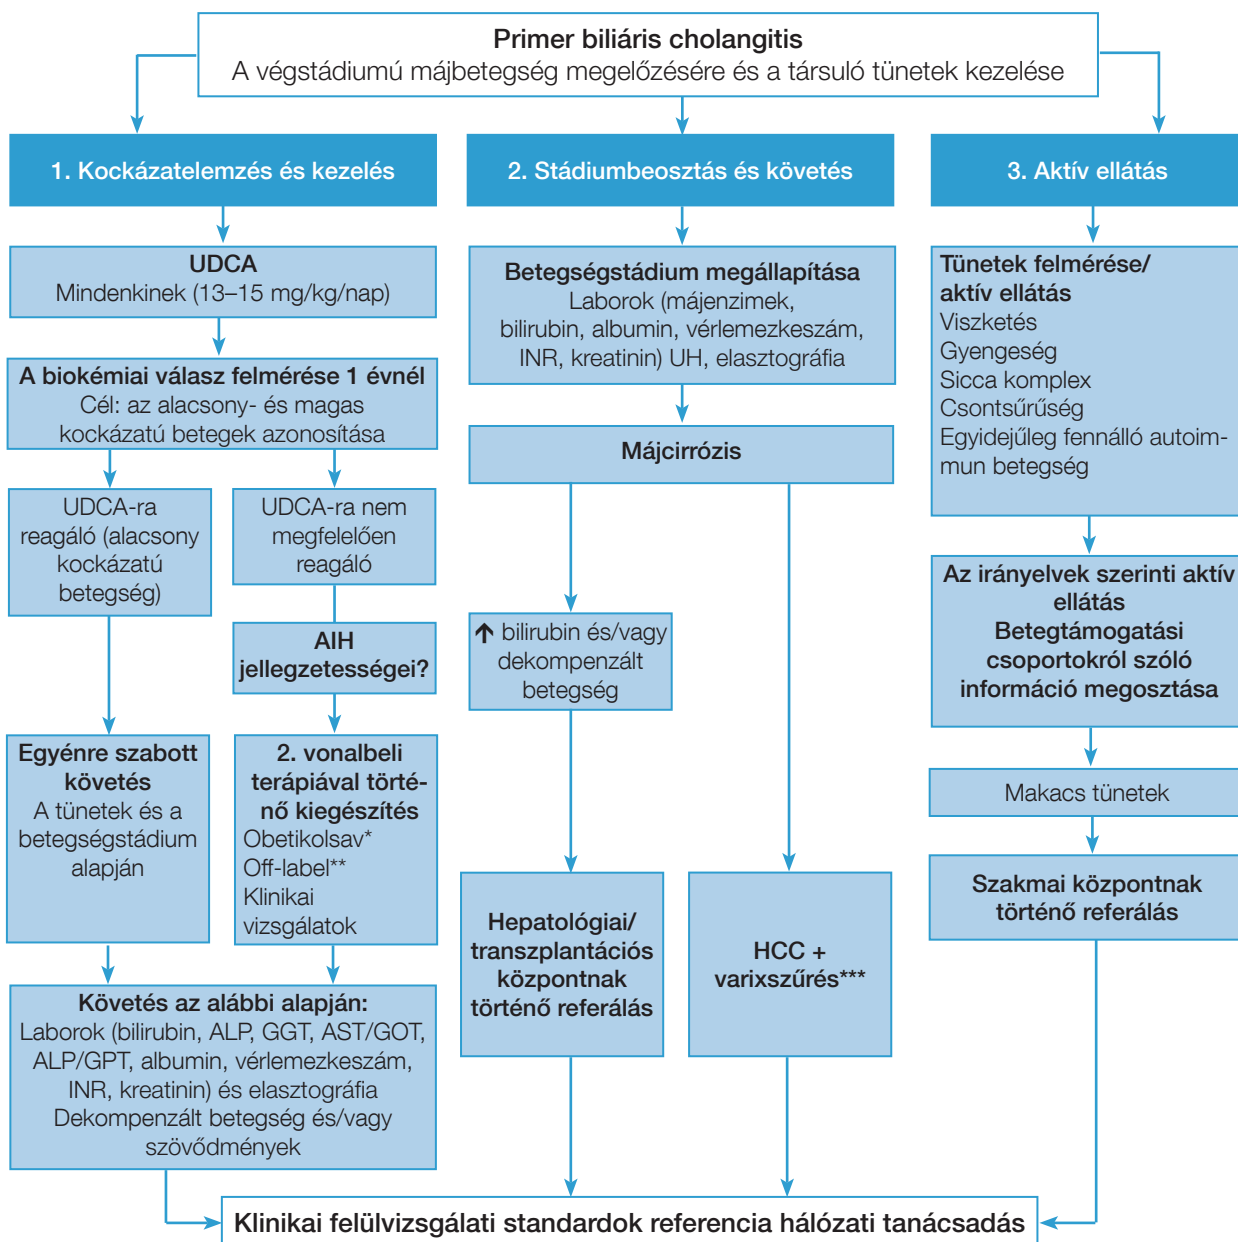 Primer biliáris cholangitis
A végstádiumú májbetegség megelőzésére és a társuló tünetek kezelése
1. Kockázatelemzés és kezelés
UDCA
Mindenkinek (13–15 mg/kg/nap)
A biokémiai válasz felmérése 1 évnél
Cél: az alacsony- és magas
kockázatú betegek azonosítása
UDCA-ra
reagáló (alacsony
kockázatú
betegség)
UDCA-ra nem
megfelelően
reagáló
AIH
jellegzetességei?
Egyénre szabott
követés
A tünetek és a
betegségstádium
alapján
2. vonalbeli
terápiával törté-
nő kiegészítés
Obetikolsav*
Off-label**
Klinikai
vizsgálatok
Követés az alábbi alapján:
Laborok (bilirubin, ALP, GGT, AST/GOT,
ALP/GPT, albumin, vérlemezkeszám,
INR, kreatinin) és elasztográfia
Dekompenzált betegség és/vagy
szövődmények
2. Stádiumbeosztás és követés
Betegségstádium megállapítása
Laborok (májenzimek,
bilirubin, albumin, vérlemezkeszám,
INR, kreatinin) UH, elasztográfia
Májcirrózis
↑ bilirubin és/vagy
dekompenzált
betegség
Hepatológiai/
transzplantációs
központnak
történő referálás
HCC +
varixszűrés***
3. Aktív ellátás
Tünetek felmérése/
aktív ellátás
Viszketés
Gyengeség
Sicca komplex
Csontsűrűség
Egyidejűleg fennálló autoim-
mun betegség
Az irányelvek szerinti aktív
ellátás
Betegtámogatási
csoportokról szóló
információ megosztása
Makacs tünetek
Szakmai központnak
történő referálás
Klinikai felülvizsgálati standardok referencia hálózati tanácsadás